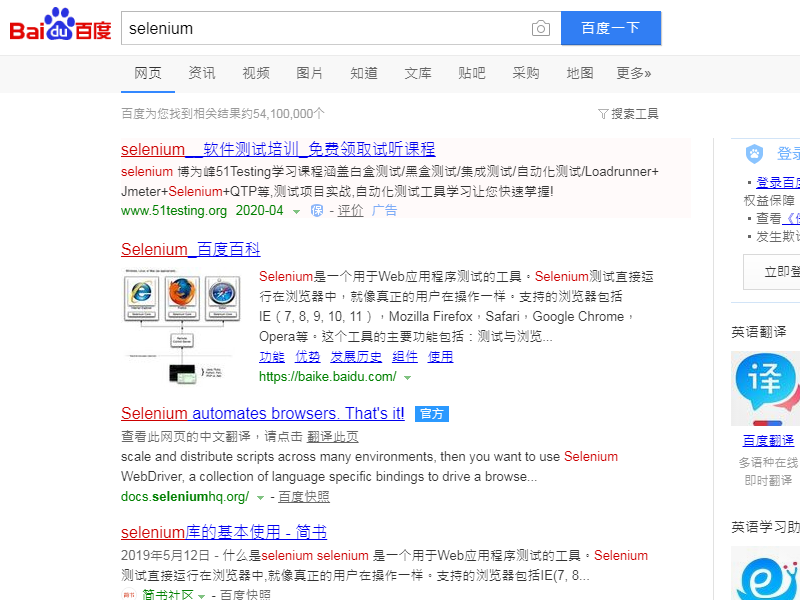 Bai du 百度
selenium
百度一下
网页 资讯 视频 图片 知道 文库 贴吧 采购 地图 更多»
百度为您找到相关结果约54,100,000个
搜索工具
selenium__软件测试培训_免费领取试听课程
selenium 博为峰51Testing学习课程涵盖白盒测试/黑盒测试/集成测试/自动化测试/Loadrunner+
Jmeter+Selenium+QTP等,测试项目实战,自动化测试工具学习让您快速掌握!
www.51testing.org 2020-04 保 - 评价 广告
Selenium_百度百科
Selenium是一个用于Web应用程序测试的工具。Selenium测试直接运
行在浏览器中，就像真正的用户在操作一样。支持的浏览器包括
IE（7, 8, 9, 10, 11），Mozilla Firefox，Safari，Google Chrome，
Opera等。这个工具的主要功能包括：测试与浏览...
功能 优势 发展历史 组件 使用
https://baike.baidu.com/
Selenium automates browsers. That's it!
官方
查看此网页的中文翻译，请点击 翻译此页
scale and distribute scripts across many environments, then you want to use Selenium
WebDriver, a collection of language specific bindings to drive a browse...
docs.seleniumhq.org/ - 百度快照
selenium库的基本使用 - 简书
2019年5月12日 - 什么是selenium selenium 是一个用于Web应用程序测试的工具。Selenium
测试直接运行在浏览器中,就像真正的用户在操作一样。支持的浏览器包括IE(7, 8...
简书社区 - 百度快照
登录
登录百度
权益保障
查看《
发生欺诈
立即登
英语翻译
译
百度翻译
多语种在线
即时翻译
英语学习助